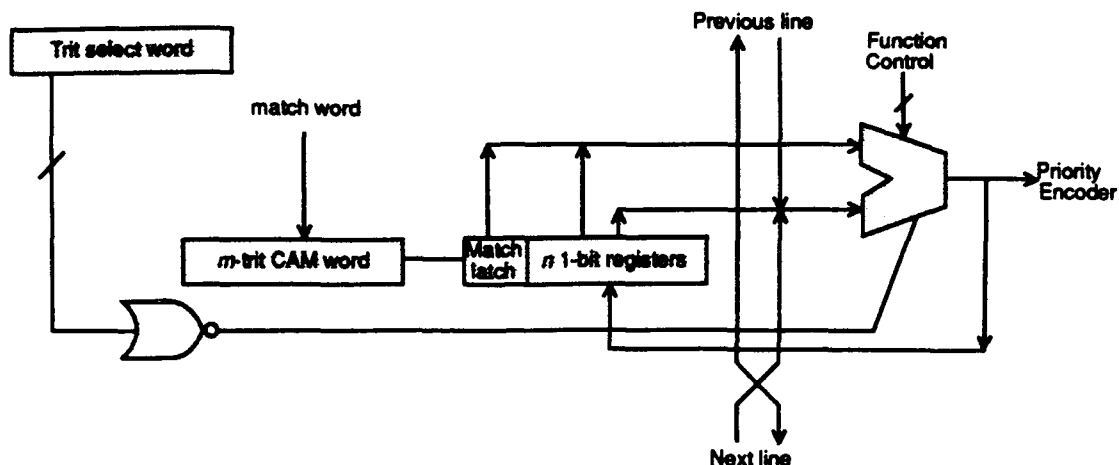 Previous line
Trit select word
Function
Control
match word
Priority
Encoder
m-trit CAM word
Match
latch
n 1-bit registers
Next line